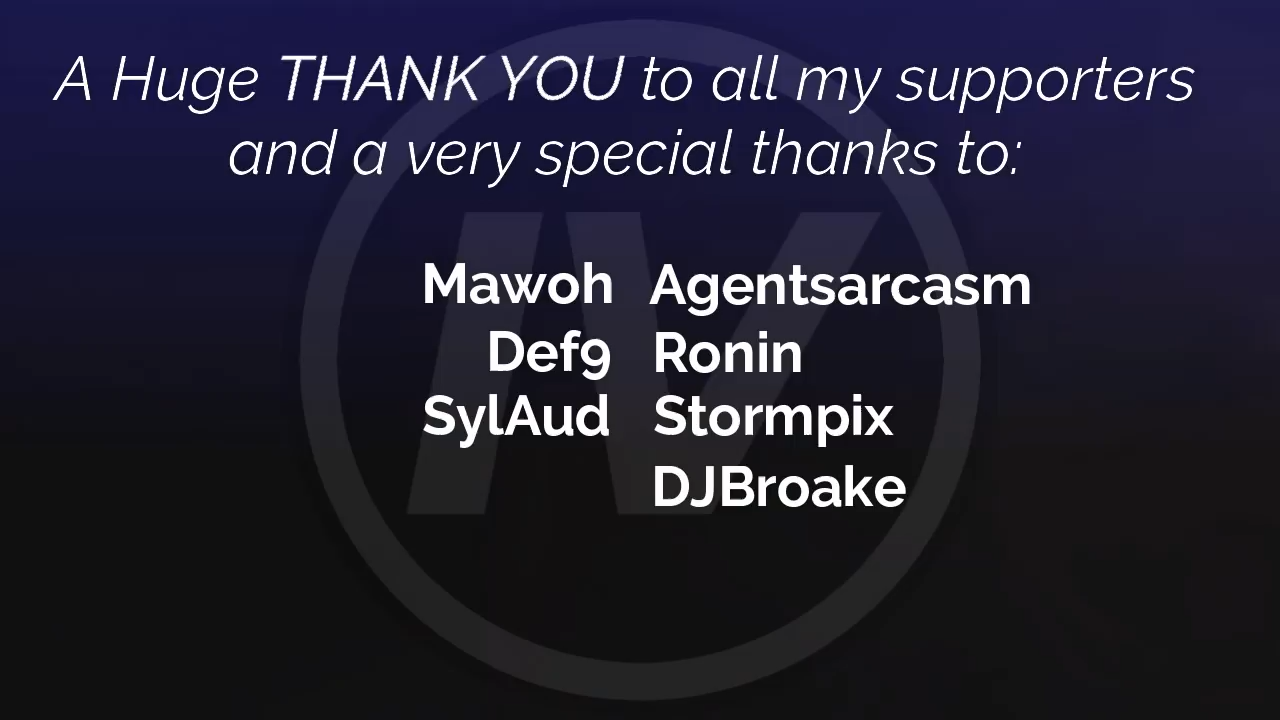 A Huge THANK YOU to all my supporters
and a very special thanks to:
IV
Mawoh Agentsarcasm
Def9 Ronin
SylAud Stormpix
DJBroake